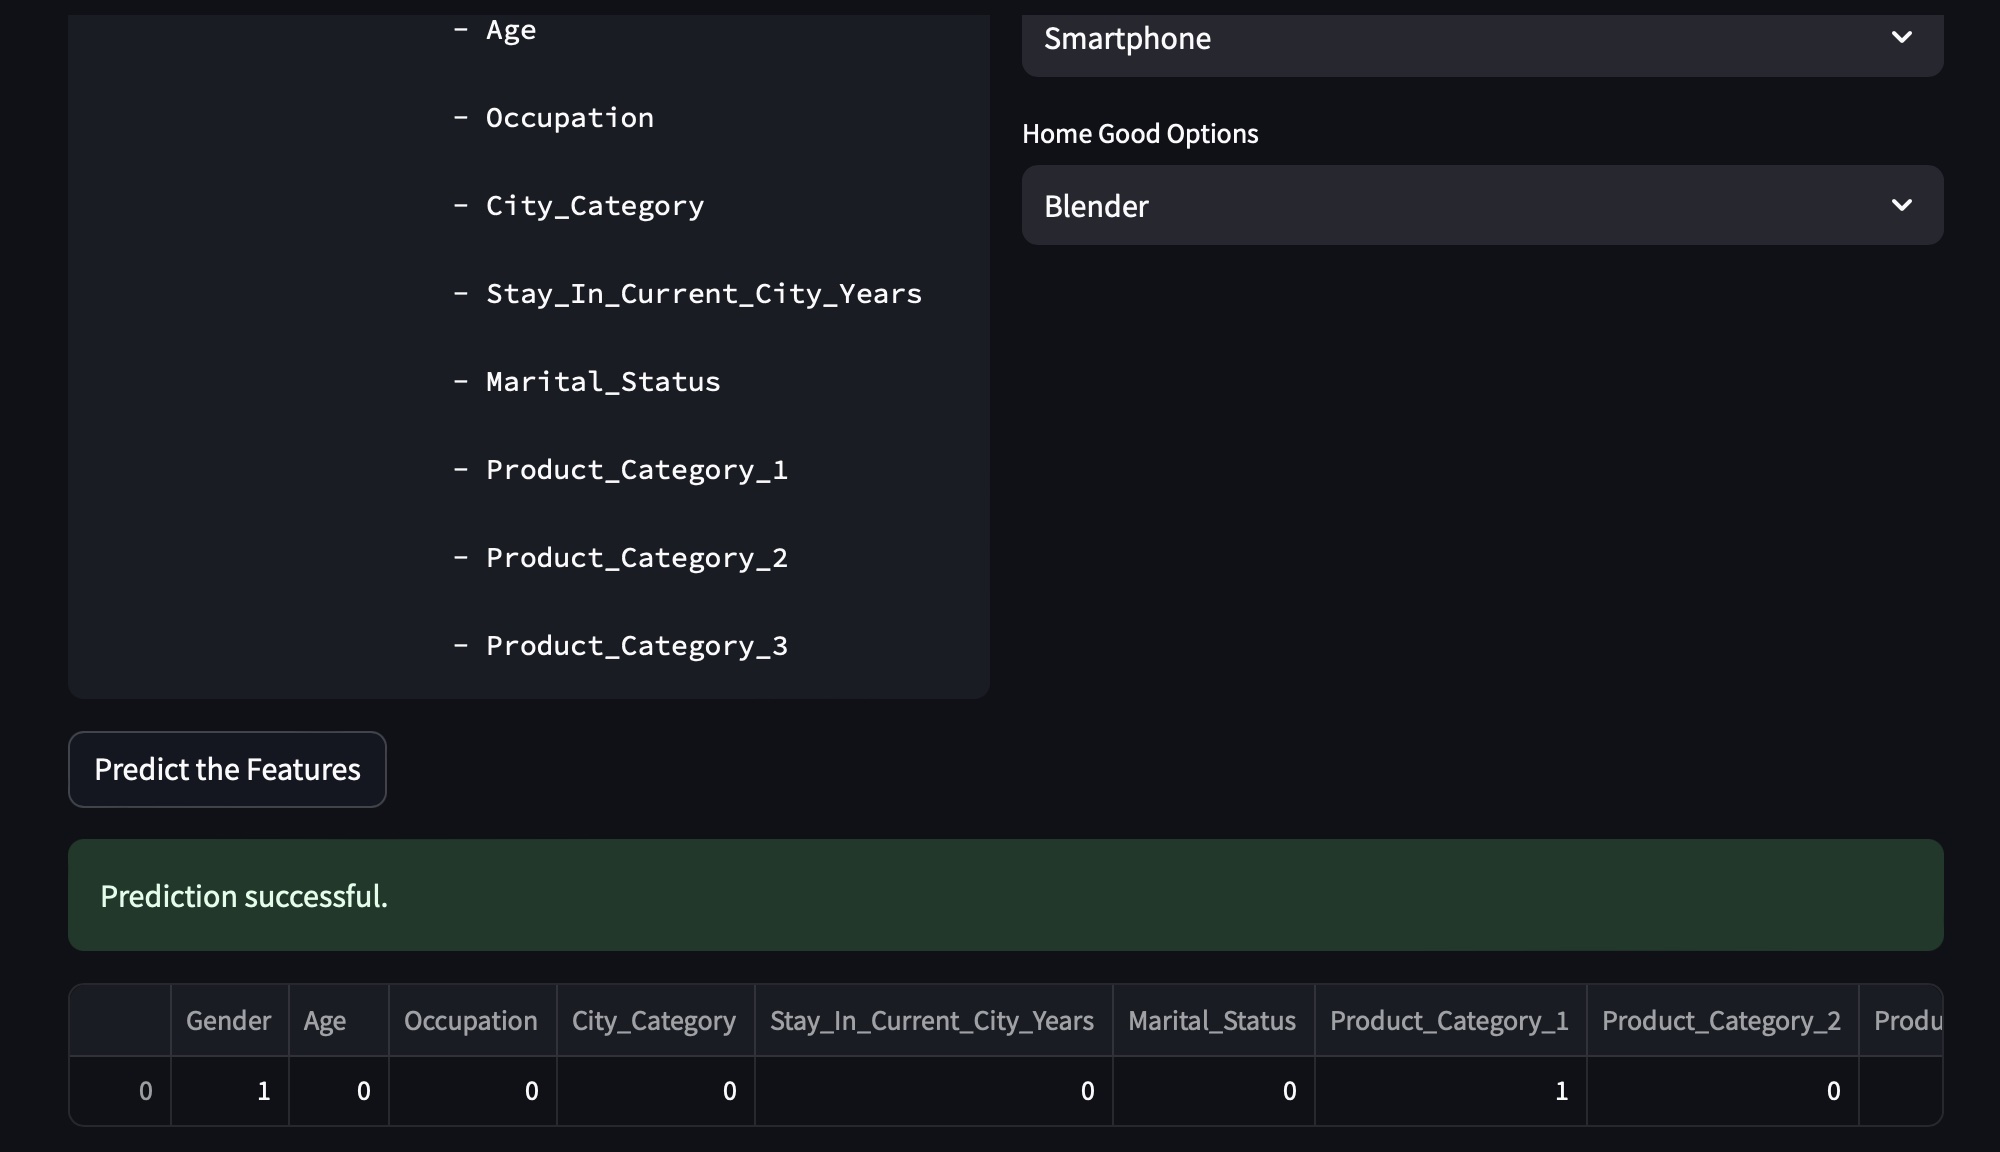 - Age
- Occupation
- City_Category
- Stay_In_Current_City_Years
- Marital_Status
- Product_Category_1
- Product_Category_2
- Product_Category_3
Smartphone
Home Good Options
Blender
Predict the Features
Prediction successful.
Gender Age Occupation City_Category Stay_In_Current_City_Years Marital_Status Product_Category_1 Product_Category_2 Produ
0 1 0 0 0 0 0 1 0